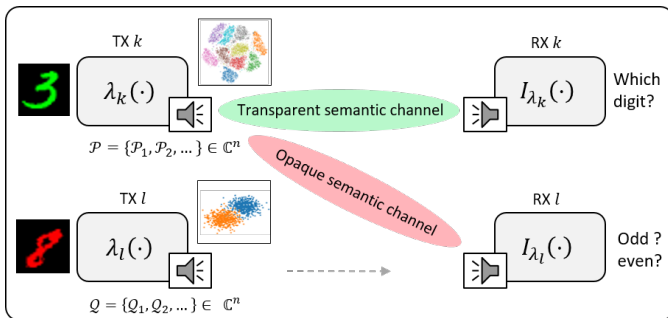 TX k
RX k
λ_k(·)
Transparent semantic channel
I_{λ_k}(·)
Which
digit?
𝒫 = {𝒫_1, 𝒫_2, …} ∈ ℂ^n
Opaque semantic channel
TX l
RX l
λ_l(·)
I_{λ_l}(·)
Odd ?
even?
𝒬 = {𝒬_1, 𝒬_2, …} ∈ ℂ^n